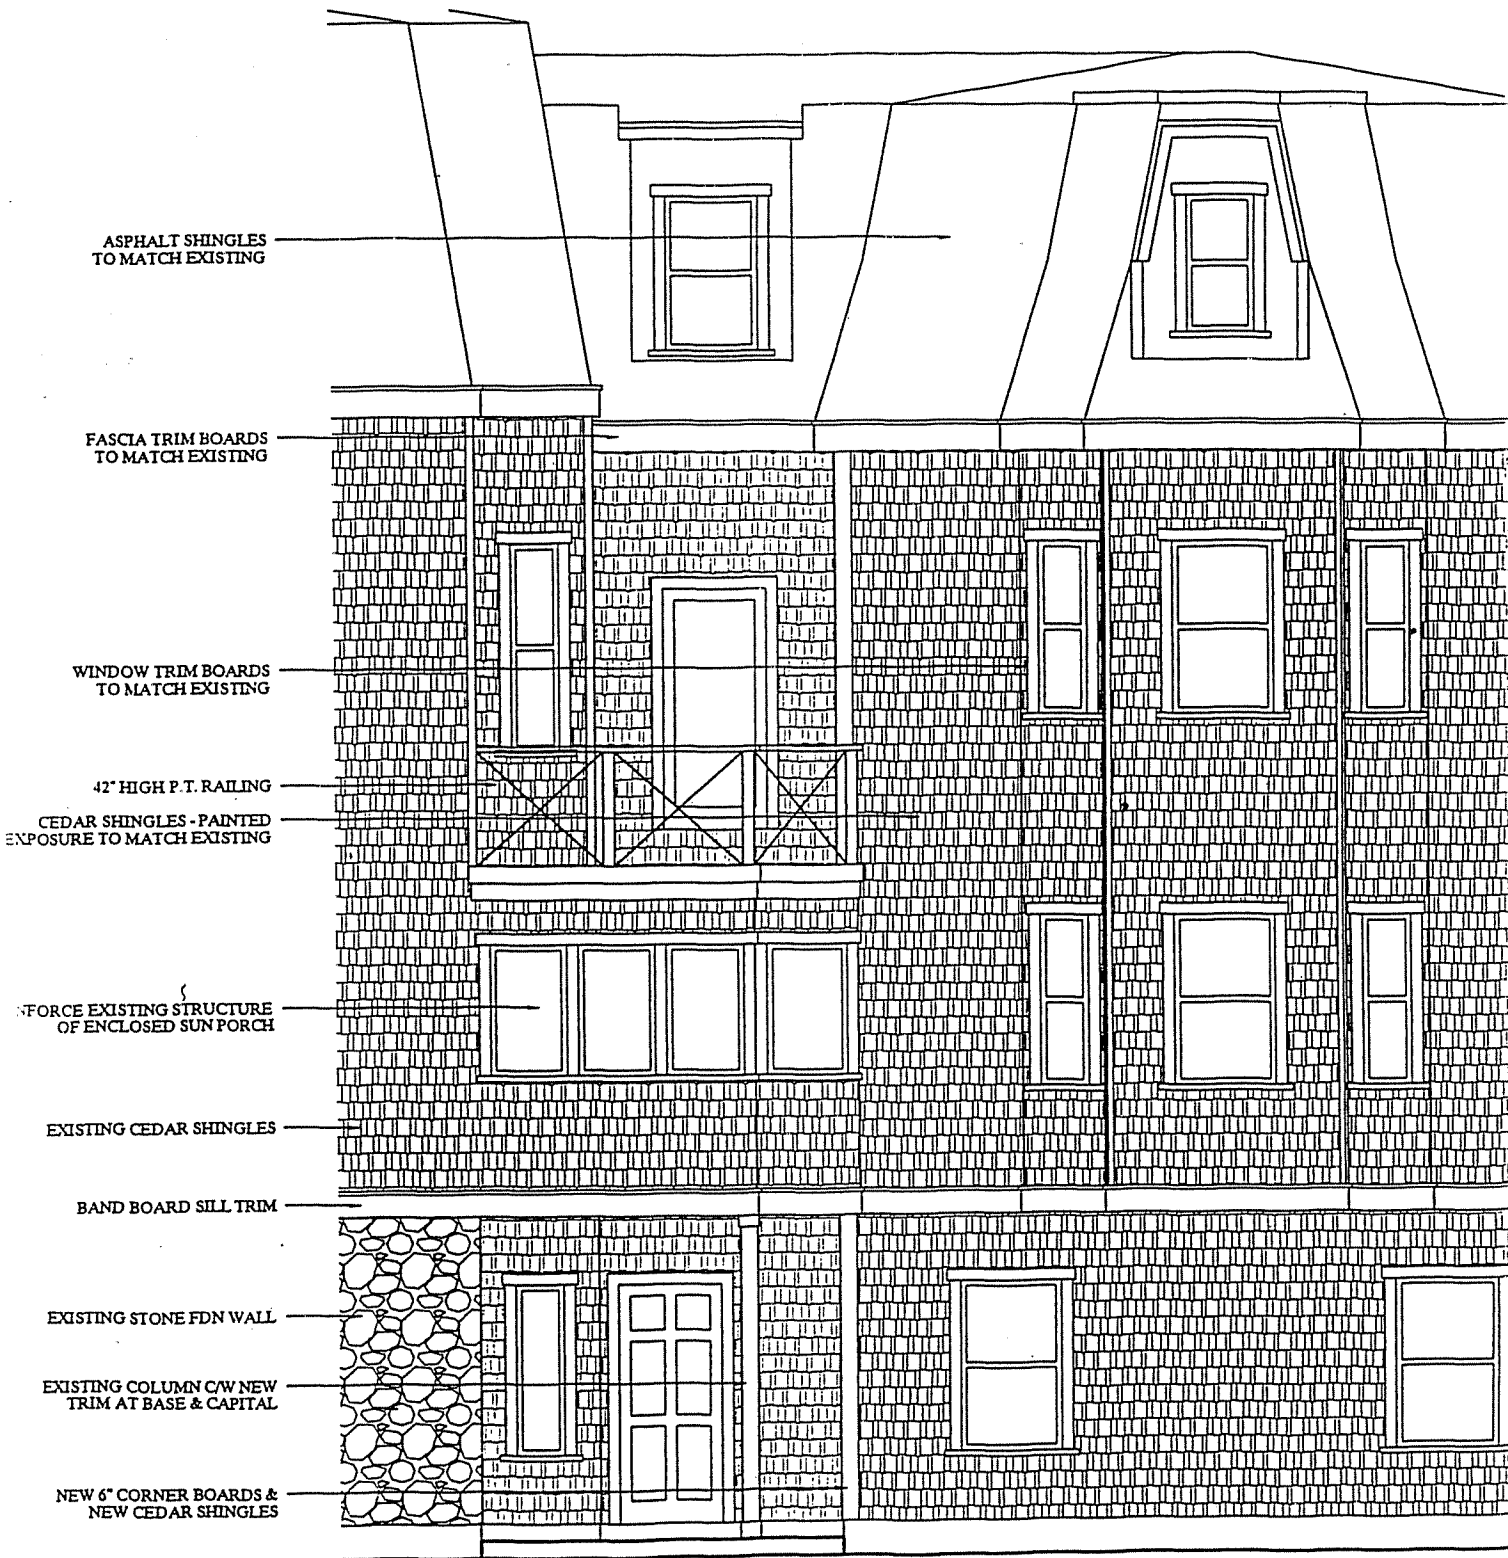 ASPHALT SHINGLES
TO MATCH EXISTING
FASCIA TRIM BOARDS
TO MATCH EXISTING
WINDOW TRIM BOARDS
TO MATCH EXISTING
42" HIGH P.T. RAILING
CEDAR SHINGLES - PAINTED
EXPOSURE TO MATCH EXISTING
EXISTING STRUCTURE
OF ENCLOSED SUN PORCH
EXISTING CEDAR SHINGLES
BAND BOARD SILL TRIM
EXISTING STONE FDN WALL
EXISTING COLUMN C/W NEW
TRIM AT BASE & CAPITAL
NEW 6" CORNER BOARDS &
NEW CEDAR SHINGLES